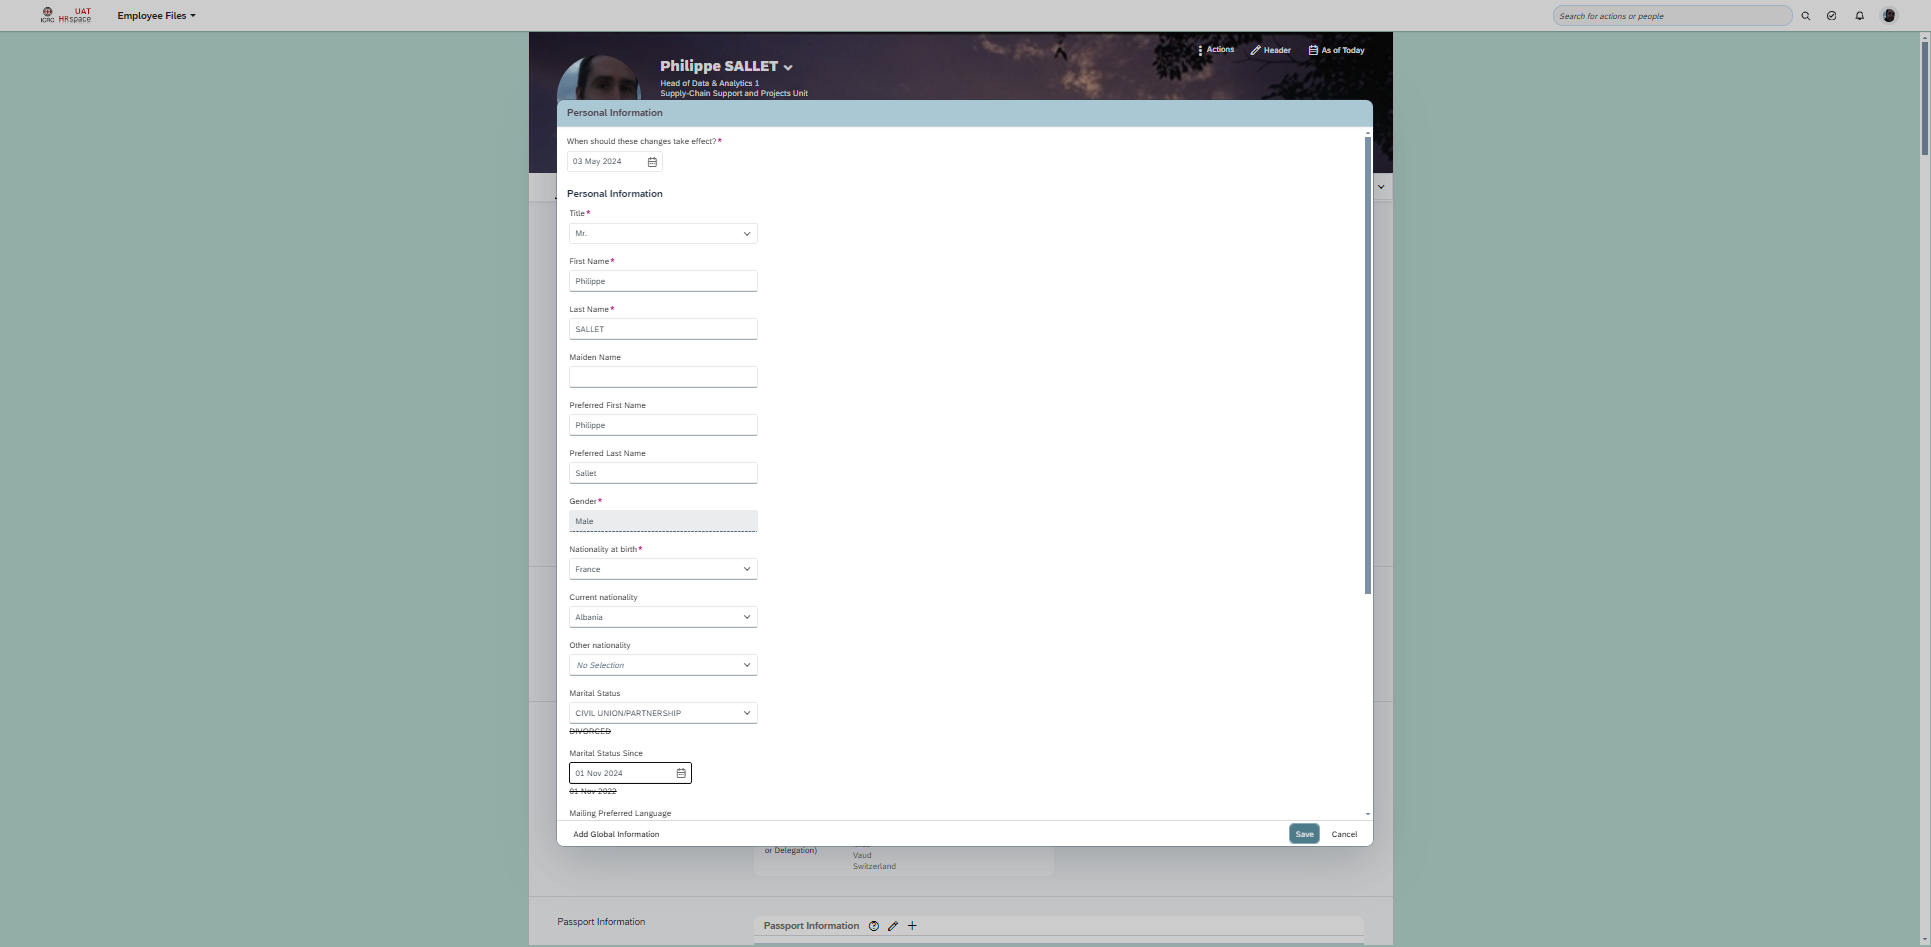 ICRC
UAT
HRspace
Employee Files
Search for actions or people
Actions
Header
As of Today
Philippe SALLET
Head of Data & Analytics 1
Supply-Chain Support and Projects Unit
Personal Information
When should these changes take effect?*
03 May 2024
Personal Information
Title*
Mr.
First Name*
Philippe
Last Name*
SALLET
Maiden Name
Preferred First Name
Philippe
Preferred Last Name
Sallet
Gender*
Male
Nationality at birth*
France
Current nationality
Albania
Other nationality
No Selection
Marital Status
CIVIL UNION/PARTNERSHIP
DIVORCED
Marital Status Since
01 Nov 2024
01 Nov 2022
Mailing Preferred Language
Add Global Information
Save
Cancel
or Delegation)
Vaud
Switzerland
Passport Information
Passport Information